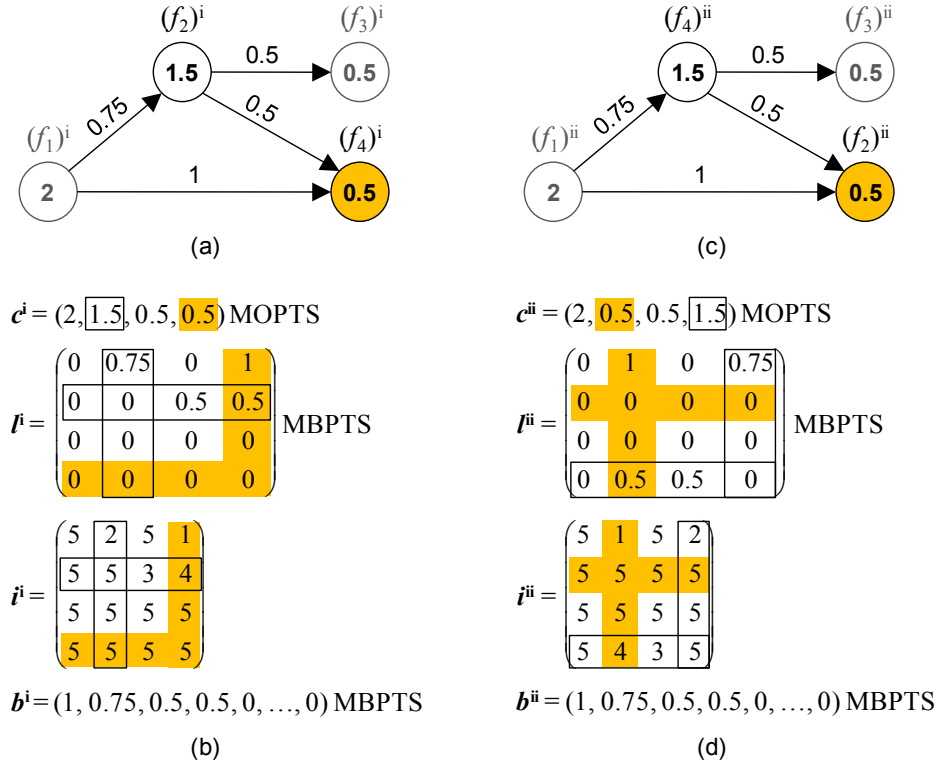 (f₂)ⁱ (f₃)ⁱ
1.5 0.5 0.5
0.75 0.5
(f₁)ⁱ (f₄)ⁱ
2 1 0.5
(a)
cⁱ = (2, 1.5, 0.5, 0.5) MOPTS
lⁱ = MBPTS
0 0.75 0 1
0 0 0.5 0.5
0 0 0 0
0 0 0 0
iⁱ =
5 2 5 1
5 5 3 4
5 5 5 5
5 5 5 5
bⁱ = (1, 0.75, 0.5, 0.5, 0, …, 0) MBPTS
(b)
(f₄)ⁱⁱ (f₃)ⁱⁱ
1.5 0.5 0.5
0.75 0.5
(f₁)ⁱⁱ (f₂)ⁱⁱ
2 1 0.5
(c)
cⁱⁱ = (2, 0.5, 0.5, 1.5) MOPTS
lⁱⁱ = MBPTS
0 1 0 0.75
0 0 0 0
0 0 0 0
0 0.5 0.5 0
iⁱⁱ =
5 1 5 2
5 5 5 5
5 5 5 5
5 4 3 5
bⁱⁱ = (1, 0.75, 0.5, 0.5, 0, …, 0) MBPTS
(d)